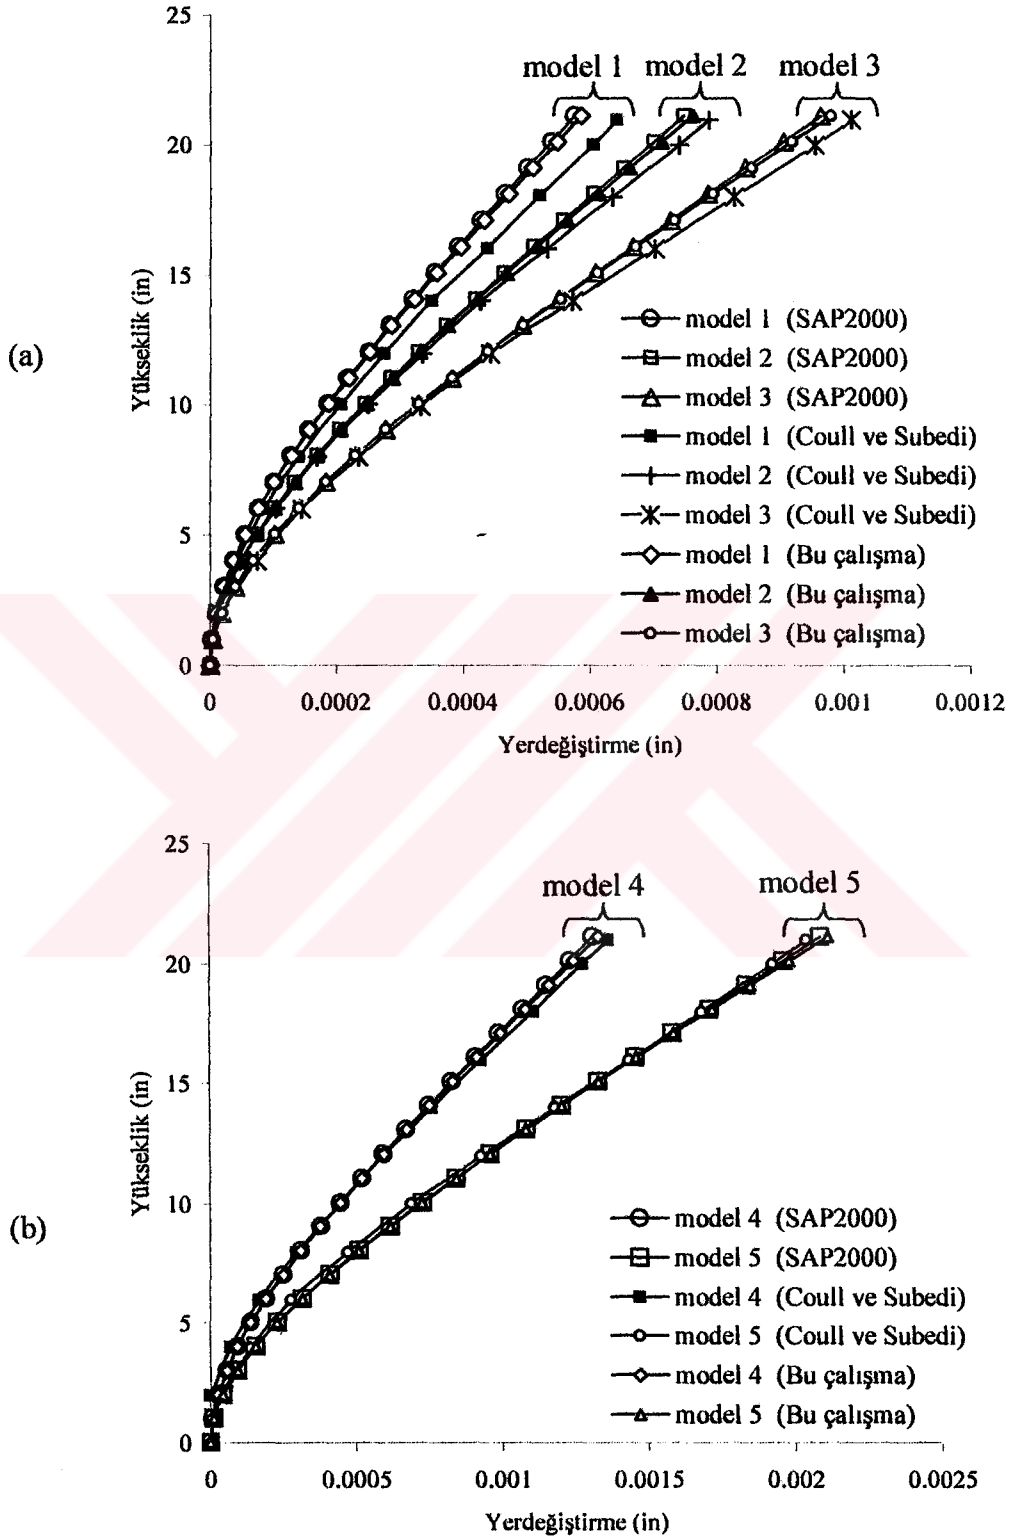 25
model 1 model 2 model 3
20
15
10
5
0
Yükseklik (in)
(a)
model 1 (SAP2000)
model 2 (SAP2000)
model 3 (SAP2000)
model 1 (Coull ve Subedi)
model 2 (Coull ve Subedi)
model 3 (Coull ve Subedi)
model 1 (Bu çalışma)
model 2 (Bu çalışma)
model 3 (Bu çalışma)
0 0.0002 0.0004 0.0006 0.0008 0.001 0.0012
Yerdeğiştirme (in)
25
model 4 model 5
20
15
10
5
0
Yükseklik (in)
(b)
model 4 (SAP2000)
model 5 (SAP2000)
model 4 (Coull ve Subedi)
model 5 (Coull ve Subedi)
model 4 (Bu çalışma)
model 5 (Bu çalışma)
0 0.0005 0.001 0.0015 0.002 0.0025
Yerdeğiştirme (in)